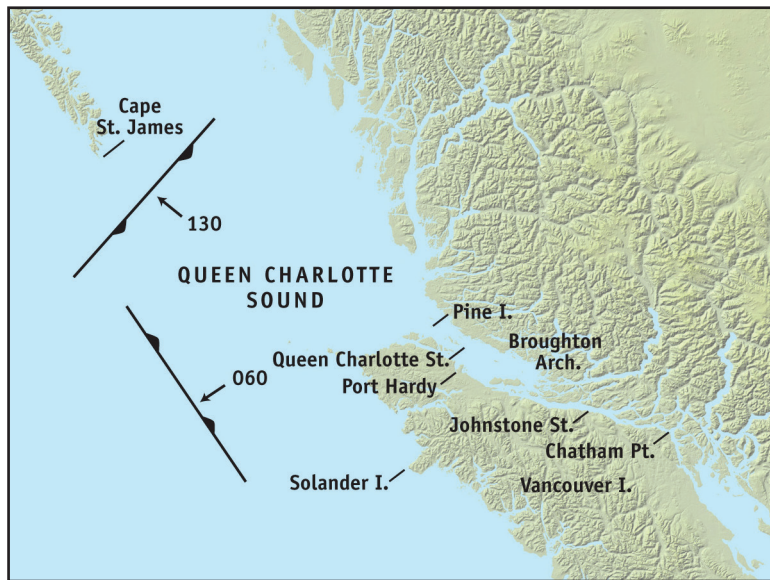 Cape
St. James
130
QUEEN CHARLOTTE
SOUND
Pine I.
Broughton
Arch.
Queen Charlotte St.
060
Port Hardy
Johnstone St.
Chatham Pt.
Solander I.
Vancouver I.